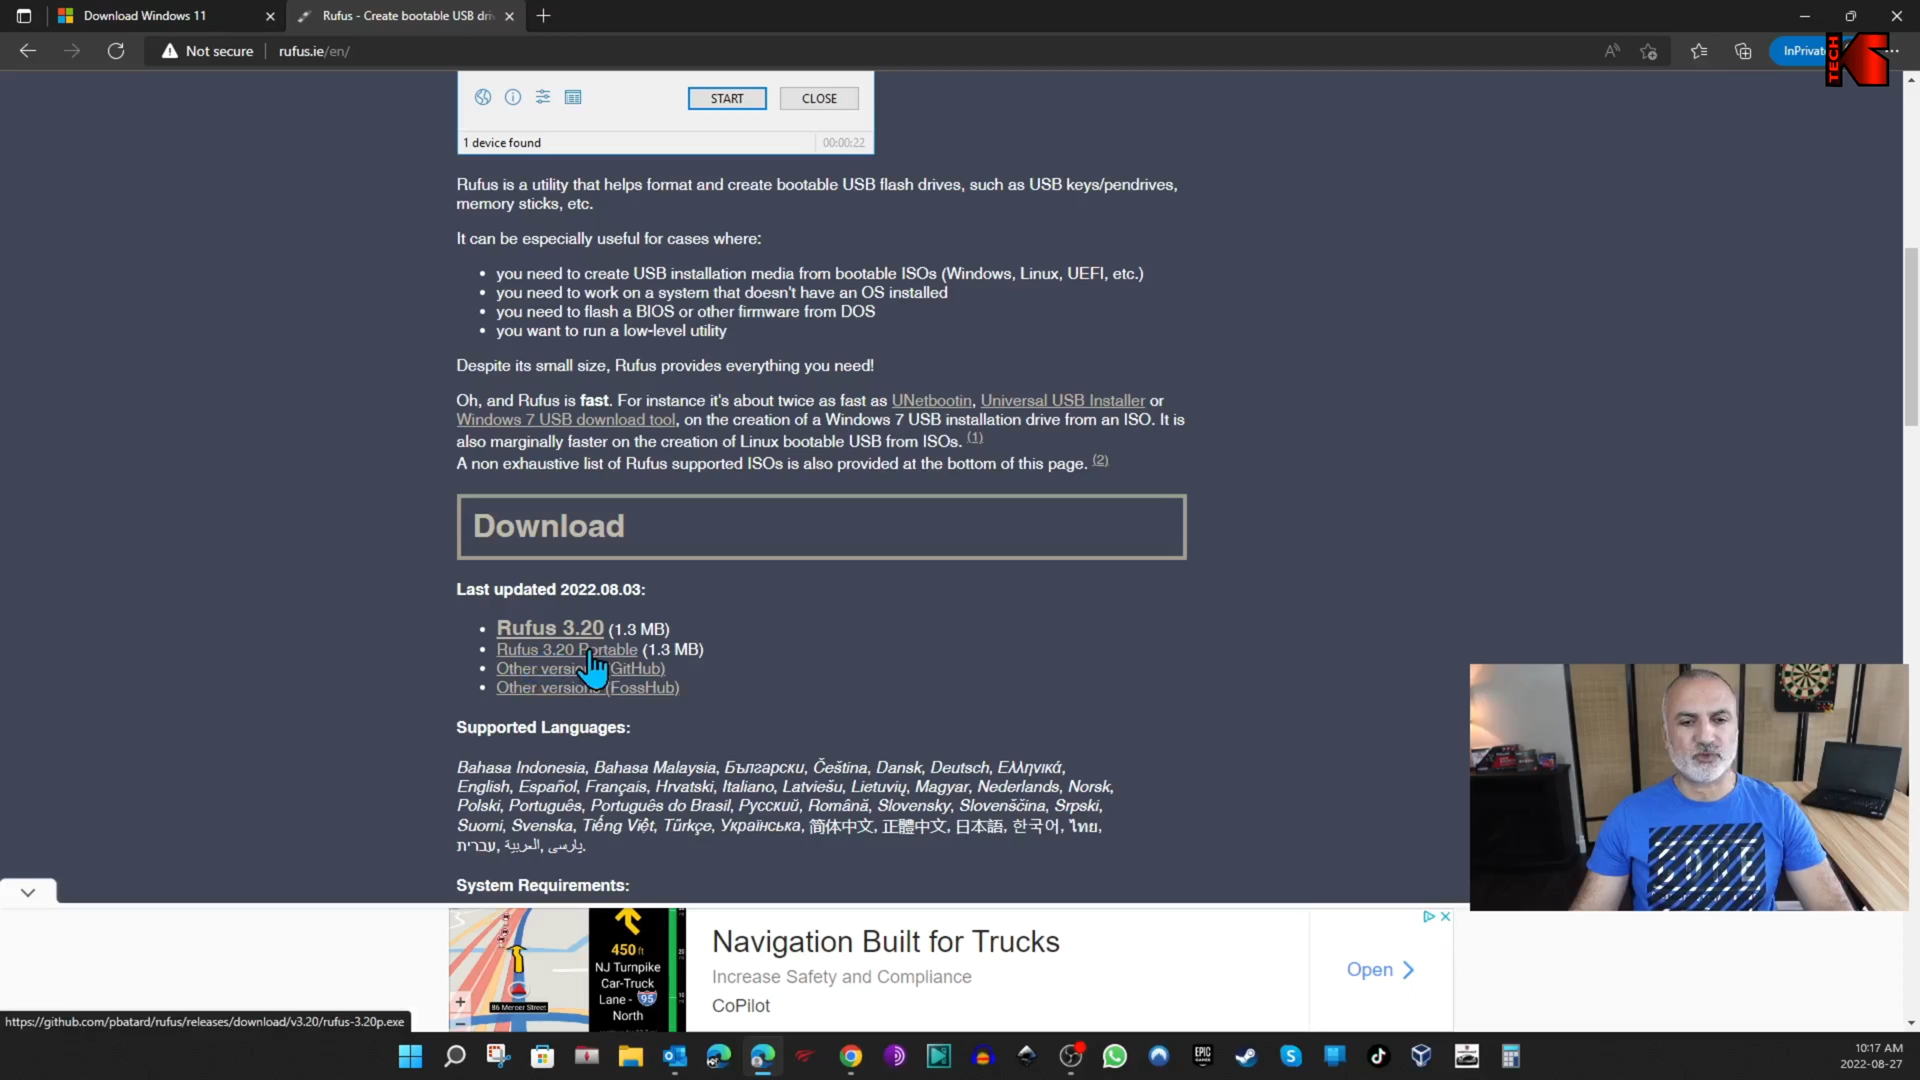 Download Windows 11
Rufus - Create bootable USB dri
Not secure
rufus.ie/en/
InPrivate
TECH
START
CLOSE
1 device found
00:00:22
Rufus is a utility that helps format and create bootable USB flash drives, such as USB keys/pendrives,
memory sticks, etc.
It can be especially useful for cases where:
• you need to create USB installation media from bootable ISOs (Windows, Linux, UEFI, etc.)
• you need to work on a system that doesn't have an OS installed
• you need to flash a BIOS or other firmware from DOS
• you want to run a low-level utility
Despite its small size, Rufus provides everything you need!
Oh, and Rufus is fast. For instance it's about twice as fast as UNetbootin, Universal USB Installer or
Windows 7 USB download tool, on the creation of a Windows 7 USB installation drive from an ISO. It is
also marginally faster on the creation of Linux bootable USB from ISOs. (1)
A non exhaustive list of Rufus supported ISOs is also provided at the bottom of this page. (2)
Download
Last updated 2022.08.03:
• Rufus 3.20 (1.3 MB)
• Rufus 3.20 Portable (1.3 MB)
• Other versions (GitHub)
• Other versions (FossHub)
Supported Languages:
Bahasa Indonesia, Bahasa Malaysia, Български, Čeština, Dansk, Deutsch, Ελληνικά,
English, Español, Français, Hrvatski, Italiano, Latviešu, Lietuvių, Magyar, Nederlands, Norsk,
Polski, Português, Português do Brasil, Русский, Română, Slovensky, Slovenščina, Srpski,
Suomi, Svenska, Tiếng Việt, Türkçe, Українська, 简体中文, 正體中文, 日本語, 한국어, ไทย,
עברית, العربية, پارسی.
System Requirements:
450 ft
NJ Turnpike
Car-Truck
Lane - 95
North
86 Mercer Street
Navigation Built for Trucks
Increase Safety and Compliance
CoPilot
Open
https://github.com/pbatard/rufus/releases/download/v3.20/rufus-3.20p.exe
EPIC
GAMES
10:17 AM
2022-08-27